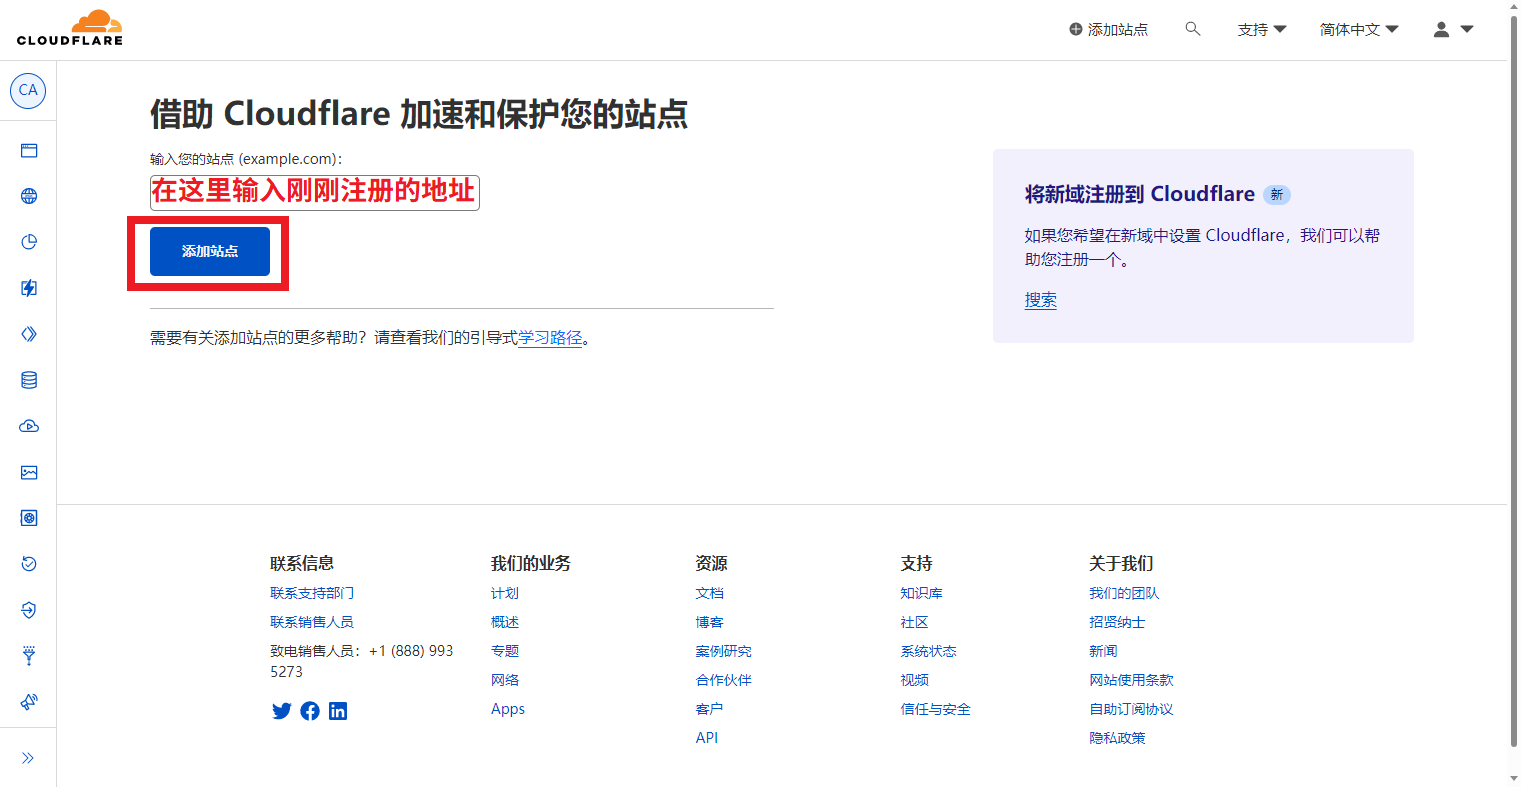 CLOUDFLARE
添加站点
支持
简体中文
CA
借助 Cloudflare 加速和保护您的站点
输入您的站点 (example.com)：
在这里输入刚刚注册的地址
添加站点
需要有关添加站点的更多帮助？请查看我们的引导式学习路径。
将新域注册到 Cloudflare 新
如果您希望在新域中设置 Cloudflare，我们可以帮
助您注册一个。
搜索
联系信息
联系支持部门
联系销售人员
致电销售人员：+1 (888) 993
5273
我们的业务
计划
概述
专题
网络
Apps
资源
文档
博客
案例研究
合作伙伴
客户
API
支持
知识库
社区
系统状态
视频
信任与安全
关于我们
我们的团队
招贤纳士
新闻
网站使用条款
自助订阅协议
隐私政策